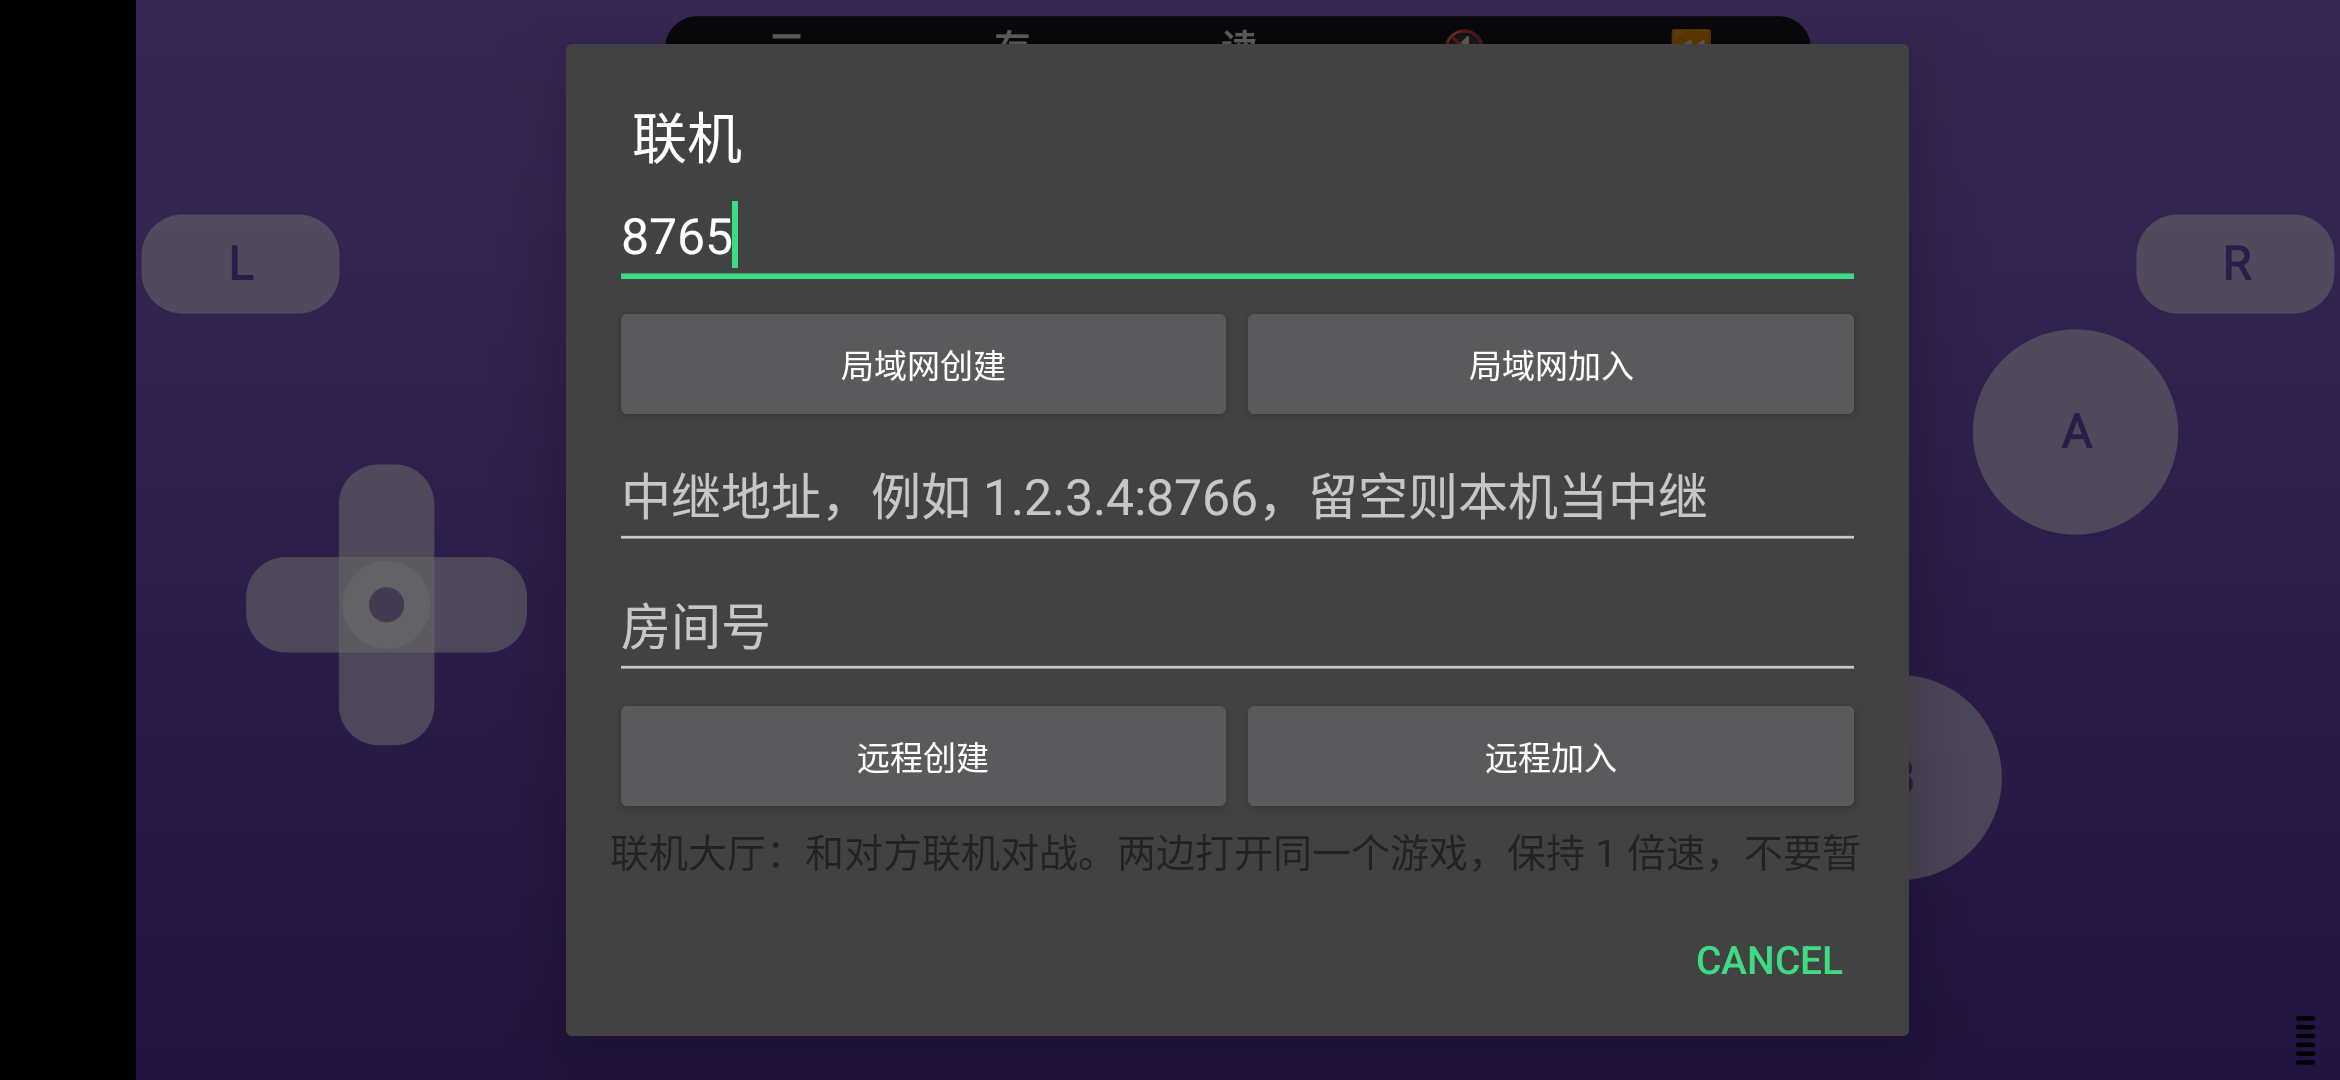 联机
8765
L
R
局域网创建
局域网加入
A
中继地址，例如 1.2.3.4:8766，留空则本机当中继
房间号
远程创建
远程加入
联机大厅：和对方联机对战。两边打开同一个游戏，保持 1 倍速，不要暂
CANCEL